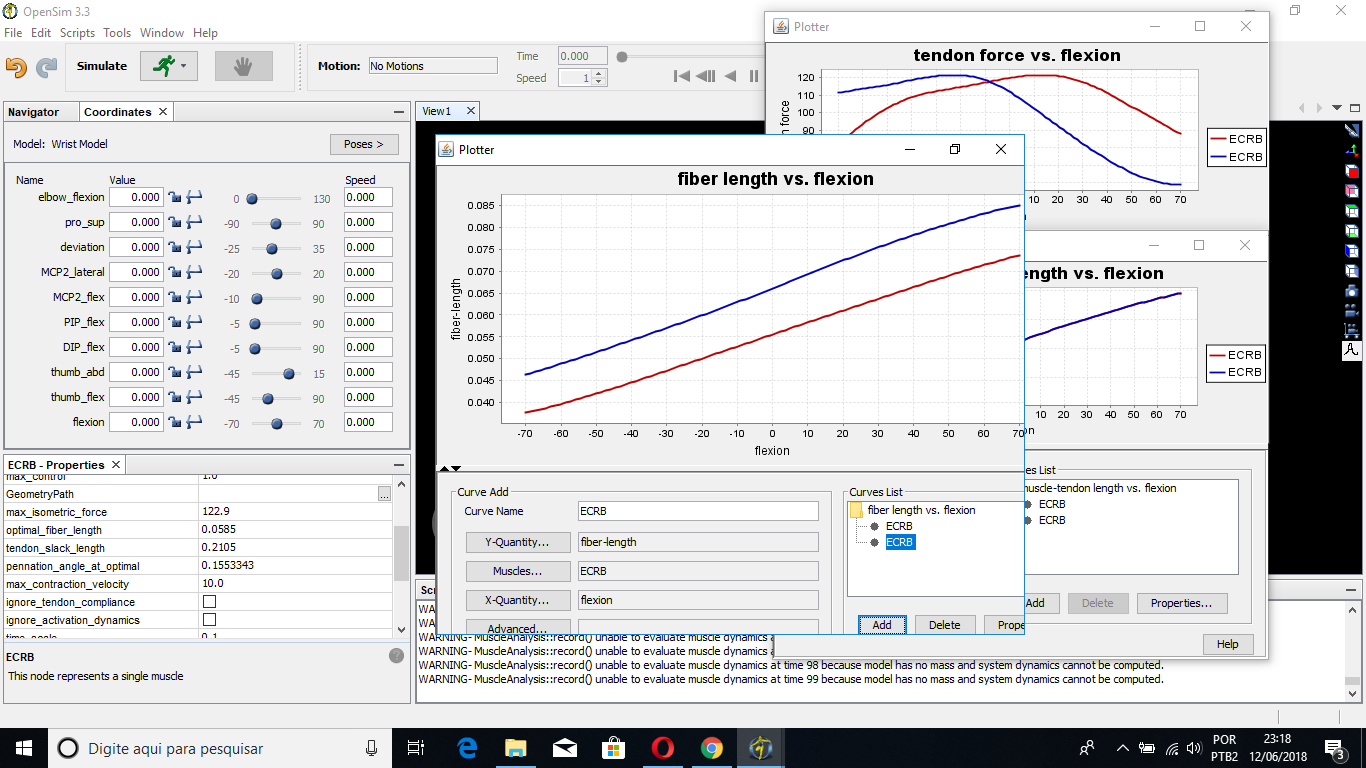 OpenSim 3.3
File Edit Scripts Tools Window Help
Simulate
Motion: No Motions
Time 0.000
Speed 1
Navigator
Coordinates
Model: Wrist Model
Poses >
Name Value Speed
elbow_flexion 0.000 0 130 0.000
pro_sup 0.000 -90 90 0.000
deviation 0.000 -25 35 0.000
MCP2_lateral 0.000 -20 20 0.000
MCP2_flex 0.000 -10 90 0.000
PIP_flex 0.000 -5 90 0.000
DIP_flex 0.000 -5 90 0.000
thumb_abd 0.000 -45 15 0.000
thumb_flex 0.000 -45 90 0.000
flexion 0.000 -70 70 0.000
ECRB - Properties
max_control 1.0
GeometryPath ...
max_isometric_force 122.9
optimal_fiber_length 0.0585
tendon_slack_length 0.2105
pennation_angle_at_optimal 0.1553343
max_contraction_velocity 10.0
ignore_tendon_compliance
ignore_activation_dynamics
time_scale 0.1
ECRB
This node represents a single muscle
View1
Plotter
tendon force vs. flexion
120
110
100
90
n force
30 40 50 60 70
ECRB
ECRB
Plotter
fiber length vs. flexion
0.085
0.080
0.075
0.070
0.065
0.060
0.055
0.050
0.045
0.040
fiber-length
-70 -60 -50 -40 -30 -20 -10 0 10 20 30 40 50 60 70
flexion
Curve Add
Curve Name ECRB
Y-Quantity... fiber-length
Muscles... ECRB
X-Quantity... flexion
Advanced...
Curves List
fiber length vs. flexion
ECRB
ECRB
Add Delete Prope
ength vs. flexion
10 20 30 40 50 60 70
on
ECRB
ECRB
es List
muscle-tendon length vs. flexion
ECRB
ECRB
Add Delete Properties...
Help
Scr
WA
WA
WARNING- MuscleAnalysis::record() unable to evaluate muscle dynamics a
WARNING- MuscleAnalysis::record() unable to evaluate muscle dynamics a
WARNING- MuscleAnalysis::record() unable to evaluate muscle dynamics at time 98 because model has no mass and system dynamics cannot be computed.
WARNING- MuscleAnalysis::record() unable to evaluate muscle dynamics at time 99 because model has no mass and system dynamics cannot be computed.
Digite aqui para pesquisar
POR
PTB2
23:18
12/06/2018
3